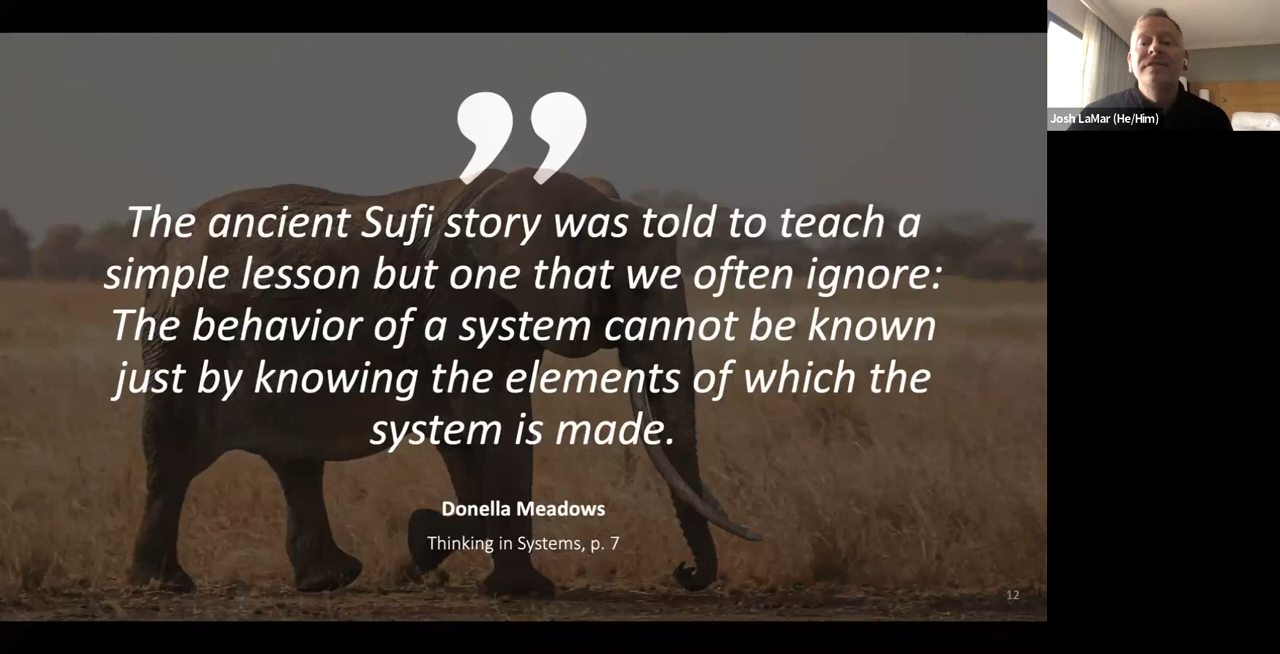 ”
The ancient Sufi story was told to teach a
simple lesson but one that we often ignore:
The behavior of a system cannot be known
just by knowing the elements of which the
system is made.
Donella Meadows
Thinking in Systems, p. 7
12
Josh LaMar (He/Him)